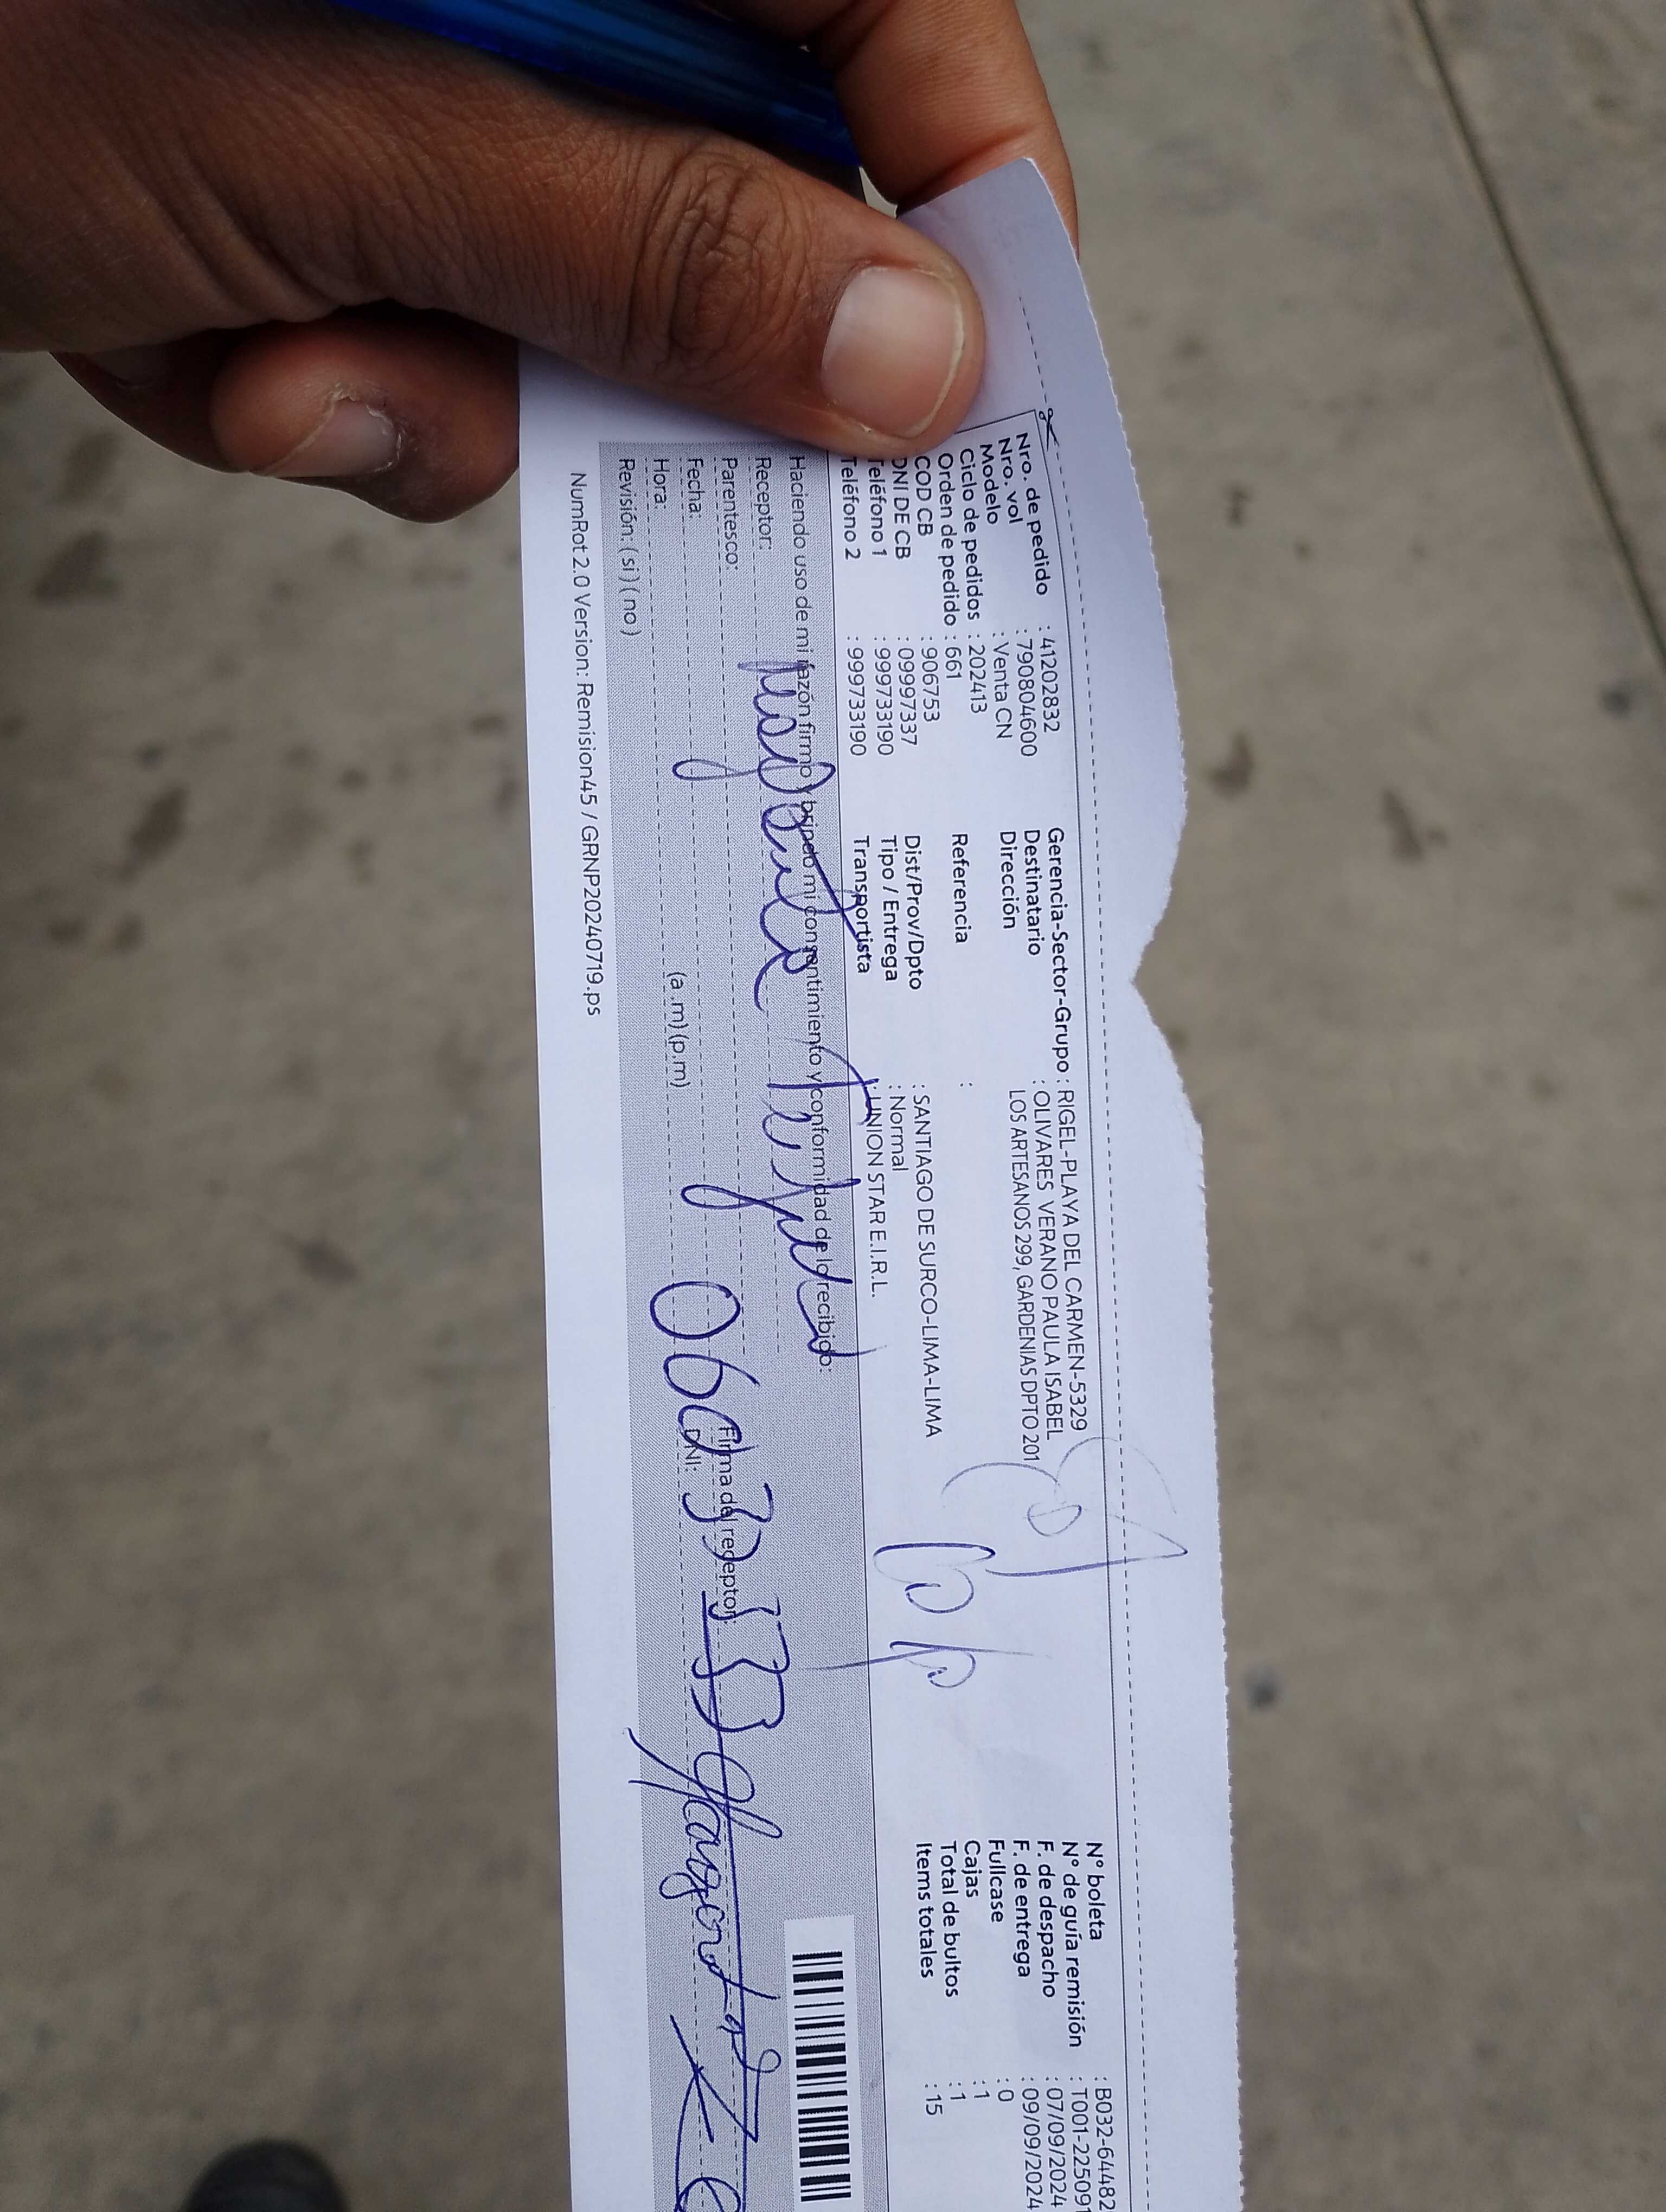 Nro. de pedido : 41202832
Nro. vol : 790804600
Modelo : Venta CN
Ciclo de pedidos : 202413
Orden de pedido : 661
COD CB : 906753
DNI DE CB : 09997337
Teléfono 1 : 999733190
Teléfono 2 : 999733190
Gerencia-Sector-Grupo : RIGEL-PLAYA DEL CARMEN-5329
Destinatario : OLIVARES VERANO PAULA ISABEL
Dirección LOS ARTESANOS 299, GARDENIAS DPTO 201
Referencia :
Dist/Prov/Dpto : SANTIAGO DE SURCO-LIMA-LIMA
Tipo / Entrega : Normal
Transportista : UNION STAR E.I.R.L.
N° boleta : B032-64482
N° de guía remisión : T001-225091
F. de despacho : 07/09/2024
F. de entrega : 09/09/2024
Fullcase : 0
Cajas : 1
Total de bultos : 1
Items totales : 15
Haciendo uso de mi razón firmo y brindo mi consentimiento y conformidad de lo recibido:
Receptor:
Parentesco:
Fecha:
Hora: (a.m) (p.m)
Revisión: ( si ) ( no )
Firma del receptor:
DNI:
NumRot 2.0 Version: Remision45 / GRNP20240719.ps